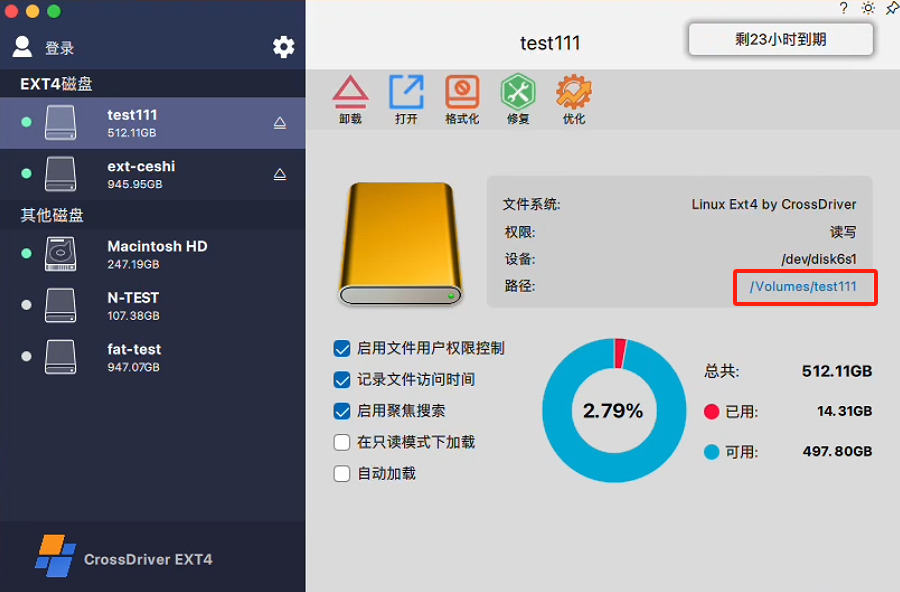 ?
登录
test111
剩23小时到期
EXT4磁盘
test111
512.11GB
ext-ceshi
945.95GB
其他磁盘
Macintosh HD
247.19GB
N-TEST
107.38GB
fat-test
947.07GB
CrossDriver EXT4
卸载
打开
格式化
修复
优化
文件系统:
Linux Ext4 by CrossDriver
权限:
读写
设备:
/dev/disk6s1
路径:
/Volumes/test111
启用文件用户权限控制
记录文件访问时间
启用聚焦搜索
在只读模式下加载
自动加载
2.79%
总共:
512.11GB
已用:
14.31GB
可用:
497.80GB